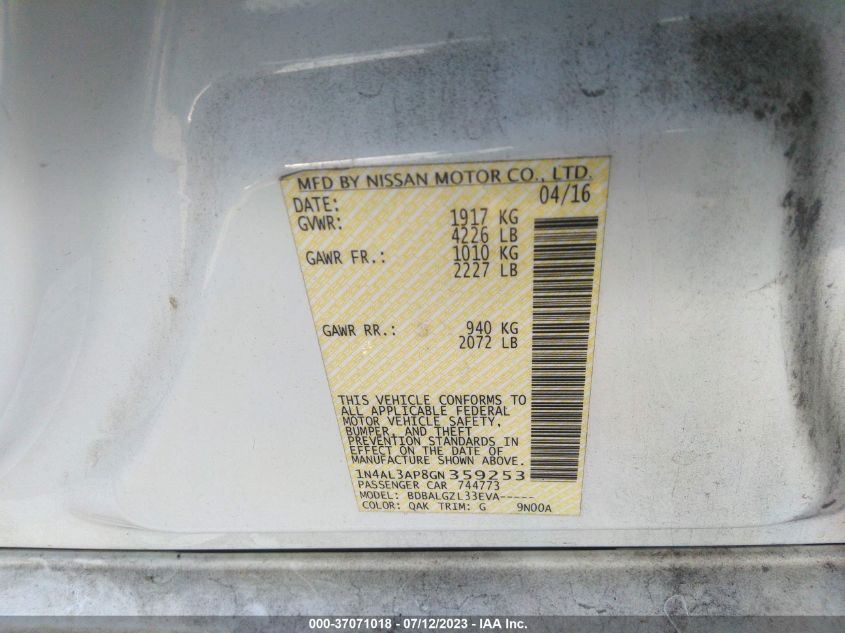 MFD BY NISSAN MOTOR CO., LTD.
DATE: 04/16
GVWR: 1917 KG
4226 LB
GAWR FR.: 1010 KG
2227 LB
GAWR RR.: 940 KG
2072 LB
THIS VEHICLE CONFORMS TO
ALL APPLICABLE FEDERAL
MOTOR VEHICLE SAFETY,
BUMPER, AND THEFT
PREVENTION STANDARDS IN
EFFECT ON THE DATE OF
MANUFACTURE SHOWN ABOVE.
1N4AL3AP8GN359253
PASSENGER CAR 744773
MODEL: BDBALGZL33EVA-----
COLOR: QAK TRIM: G 9N00A
000-37071018 - 07/12/2023 - IAA Inc.